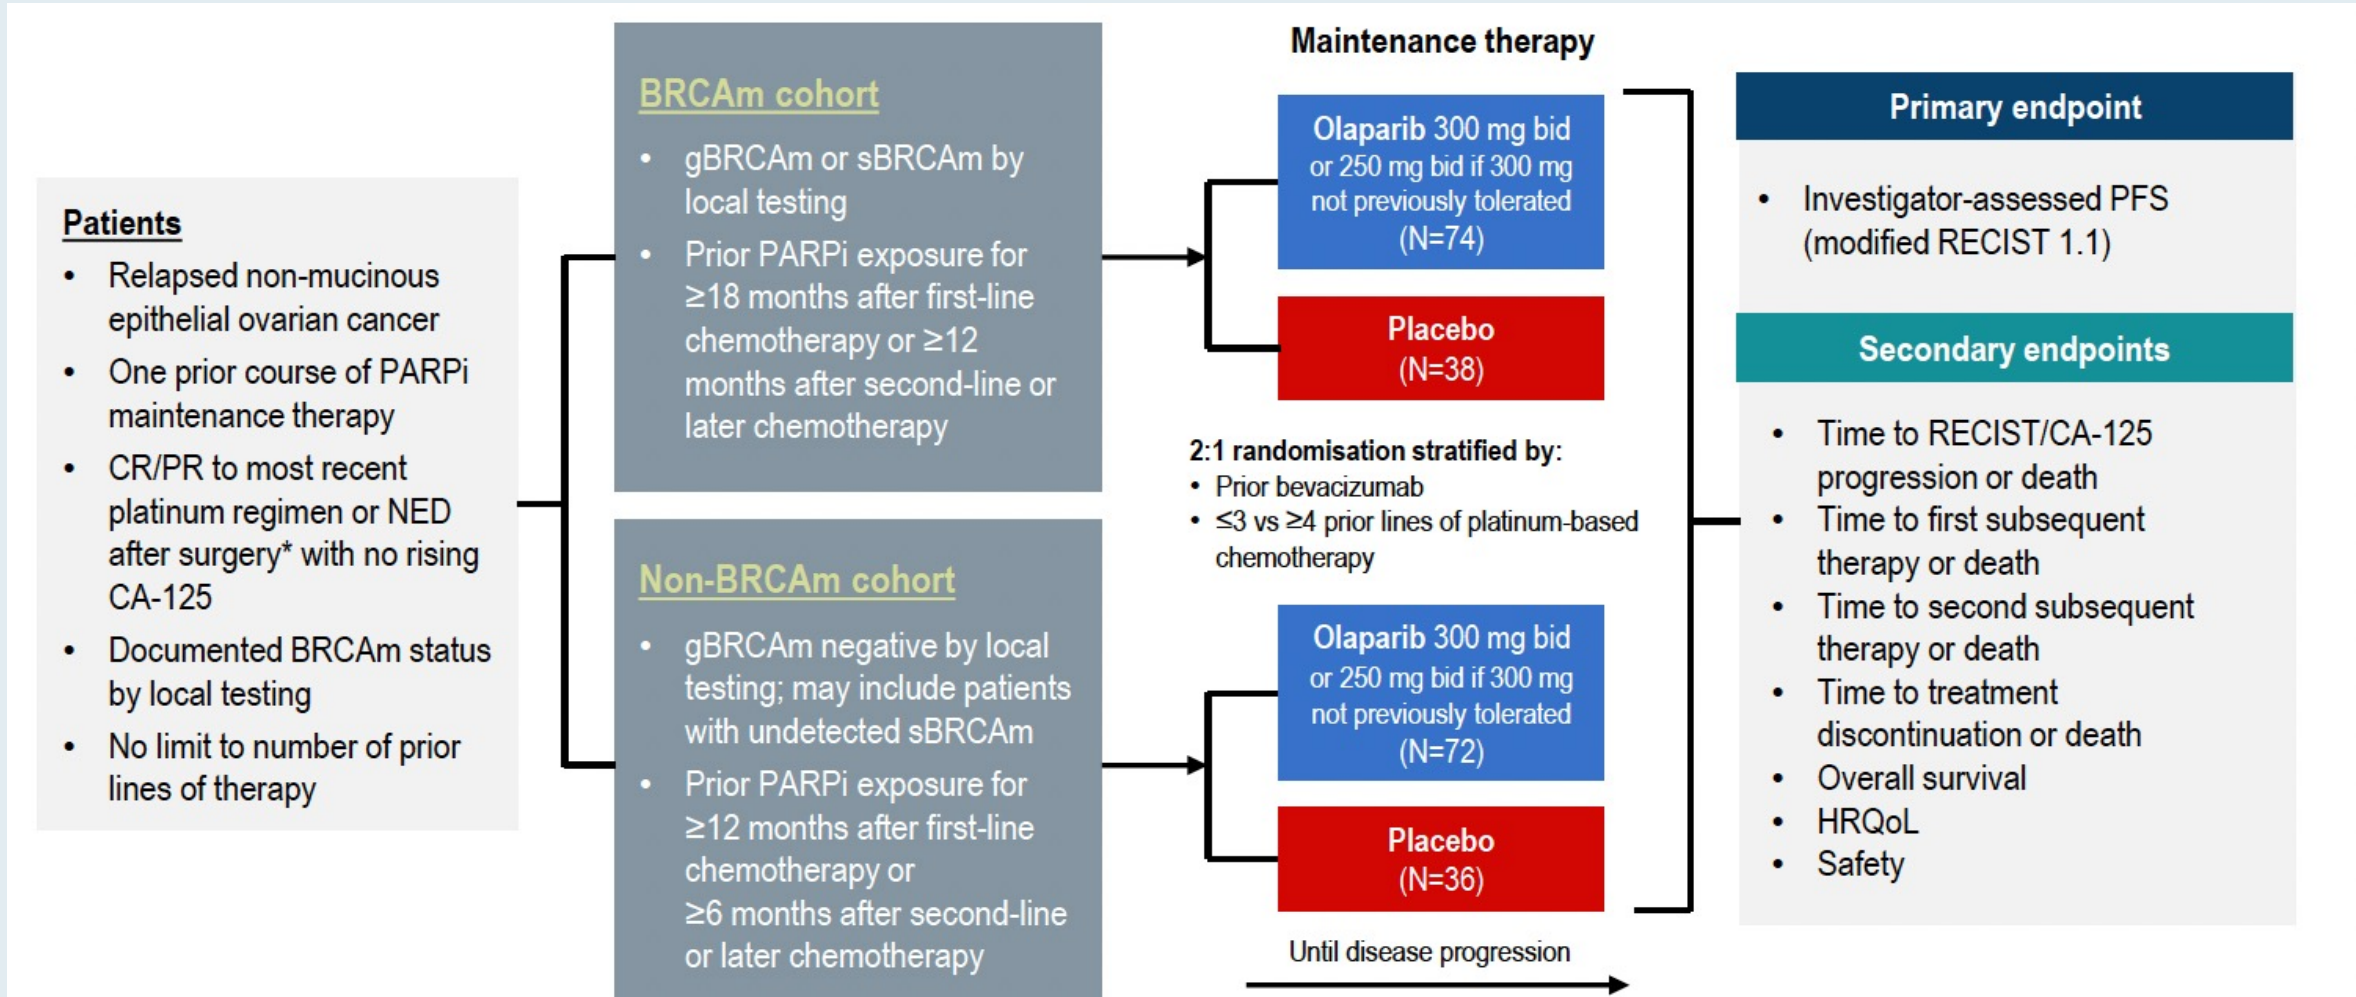 Patients
• Relapsed non-mucinous
epithelial ovarian cancer
• One prior course of PARPi
maintenance therapy
• CR/PR to most recent
platinum regimen or NED
after surgery* with no rising
CA-125
• Documented BRCAm status
by local testing
• No limit to number of prior
lines of therapy
BRCAm cohort
• gBRCAm or sBRCAm by
local testing
• Prior PARPi exposure for
≥18 months after first-line
chemotherapy or ≥12
months after second-line or
later chemotherapy
Non-BRCAm cohort
• gBRCAm negative by local
testing; may include patients
with undetected sBRCAm
• Prior PARPi exposure for
≥12 months after first-line
chemotherapy or
≥6 months after second-line
or later chemotherapy
Maintenance therapy
Olaparib 300 mg bid
or 250 mg bid if 300 mg
not previously tolerated
(N=74)
Placebo
(N=38)
2:1 randomisation stratified by:
• Prior bevacizumab
• ≤3 vs ≥4 prior lines of platinum-based
chemotherapy
Olaparib 300 mg bid
or 250 mg bid if 300 mg
not previously tolerated
(N=72)
Placebo
(N=36)
Until disease progression
Primary endpoint
• Investigator-assessed PFS
(modified RECIST 1.1)
Secondary endpoints
• Time to RECIST/CA-125
progression or death
• Time to first subsequent
therapy or death
• Time to second subsequent
therapy or death
• Time to treatment
discontinuation or death
• Overall survival
• HRQoL
• Safety